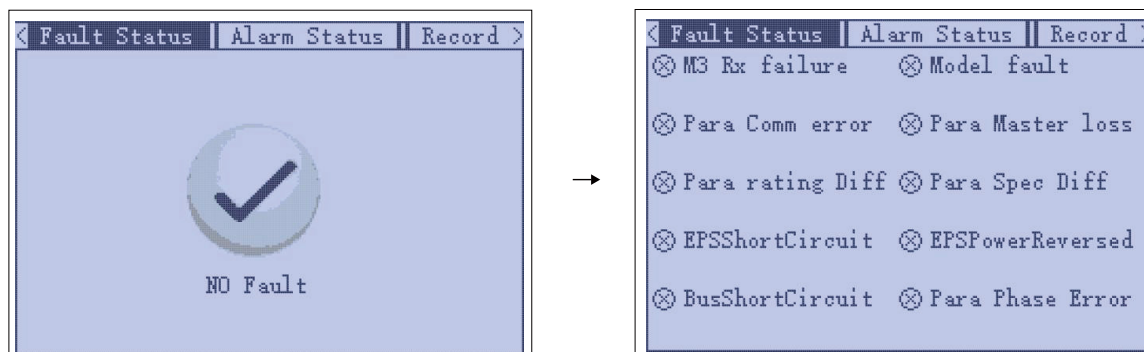 < Fault Status Alarm Status Record >
NO Fault
→
< Fault Status Alarm Status Record >
M3 Rx failure Model fault
Para Comm error Para Master loss
Para rating Diff Para Spec Diff
EPSShortCircuit EPSPowerReversed
BusShortCircuit Para Phase Error